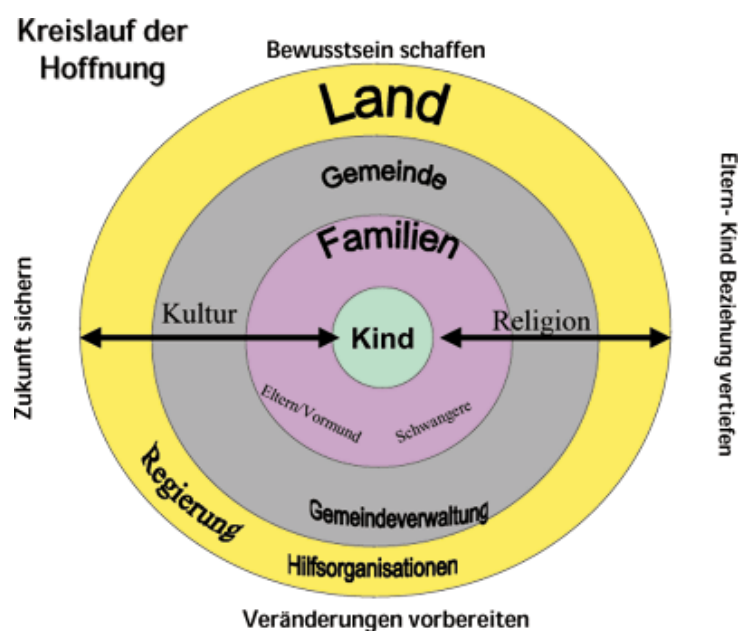 Kreislauf der
Hoffnung
Bewusstsein schaffen
Land
Gemeinde
Familien
Kultur
Religion
Kind
Eltern/Vormund
Schwangere
Regierung
Gemeindeverwaltung
Hilfsorganisationen
Zukunft sichern
Eltern- Kind Beziehung vertiefen
Veränderungen vorbereiten